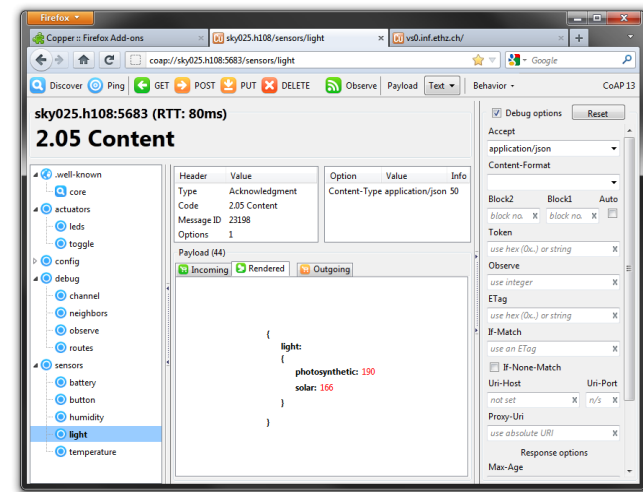 Firefox
Copper :: Firefox Add-ons
sky025.h108/sensors/light
vs0.inf.ethz.ch/
coap://sky025.h108:5683/sensors/light
Google
Discover Ping GET POST PUT DELETE Observe Payload Text Behavior CoAP 13
sky025.h108:5683 (RTT: 80ms)
2.05 Content
.well-known
core
actuators
leds
toggle
config
debug
channel
neighbors
observe
routes
sensors
battery
button
humidity
light
temperature
Header Value
Type Acknowledgment
Code 2.05 Content
Message ID 23198
Options 1
Option Value Info
Content-Type application/json 50
Payload (44)
Incoming Rendered Outgoing
{
light:
{
photosynthetic: 190
solar: 166
}
}
Debug options Reset
Accept
application/json
Content-Format
Block2 Block1 Auto
block no. x block no. x
Token
use hex (0x..) or string x
Observe
use integer x
ETag
use hex (0x..) or string x
If-Match
use an ETag x
If-None-Match
Uri-Host Uri-Port
not set x n/s x
Proxy-Uri
use absolute URI x
Response options
Max-Age